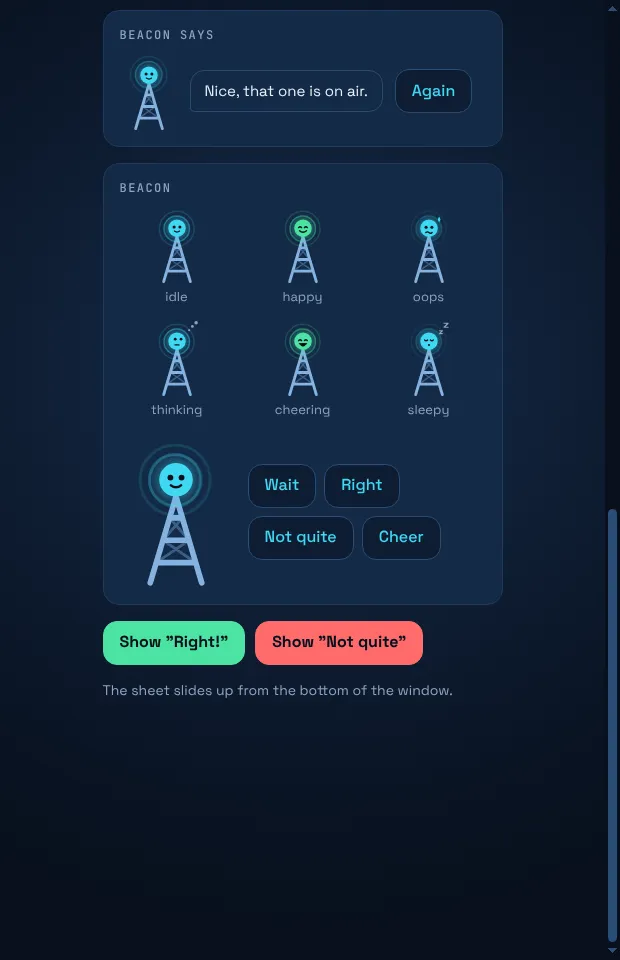 BEACON SAYS
Nice, that one is on air.
Again
BEACON
idle
happy
oops
z
z
thinking
cheering
sleepy
Wait
Right
Not quite
Cheer
Show ”Right!”
Show ”Not quite”
The sheet slides up from the bottom of the window.